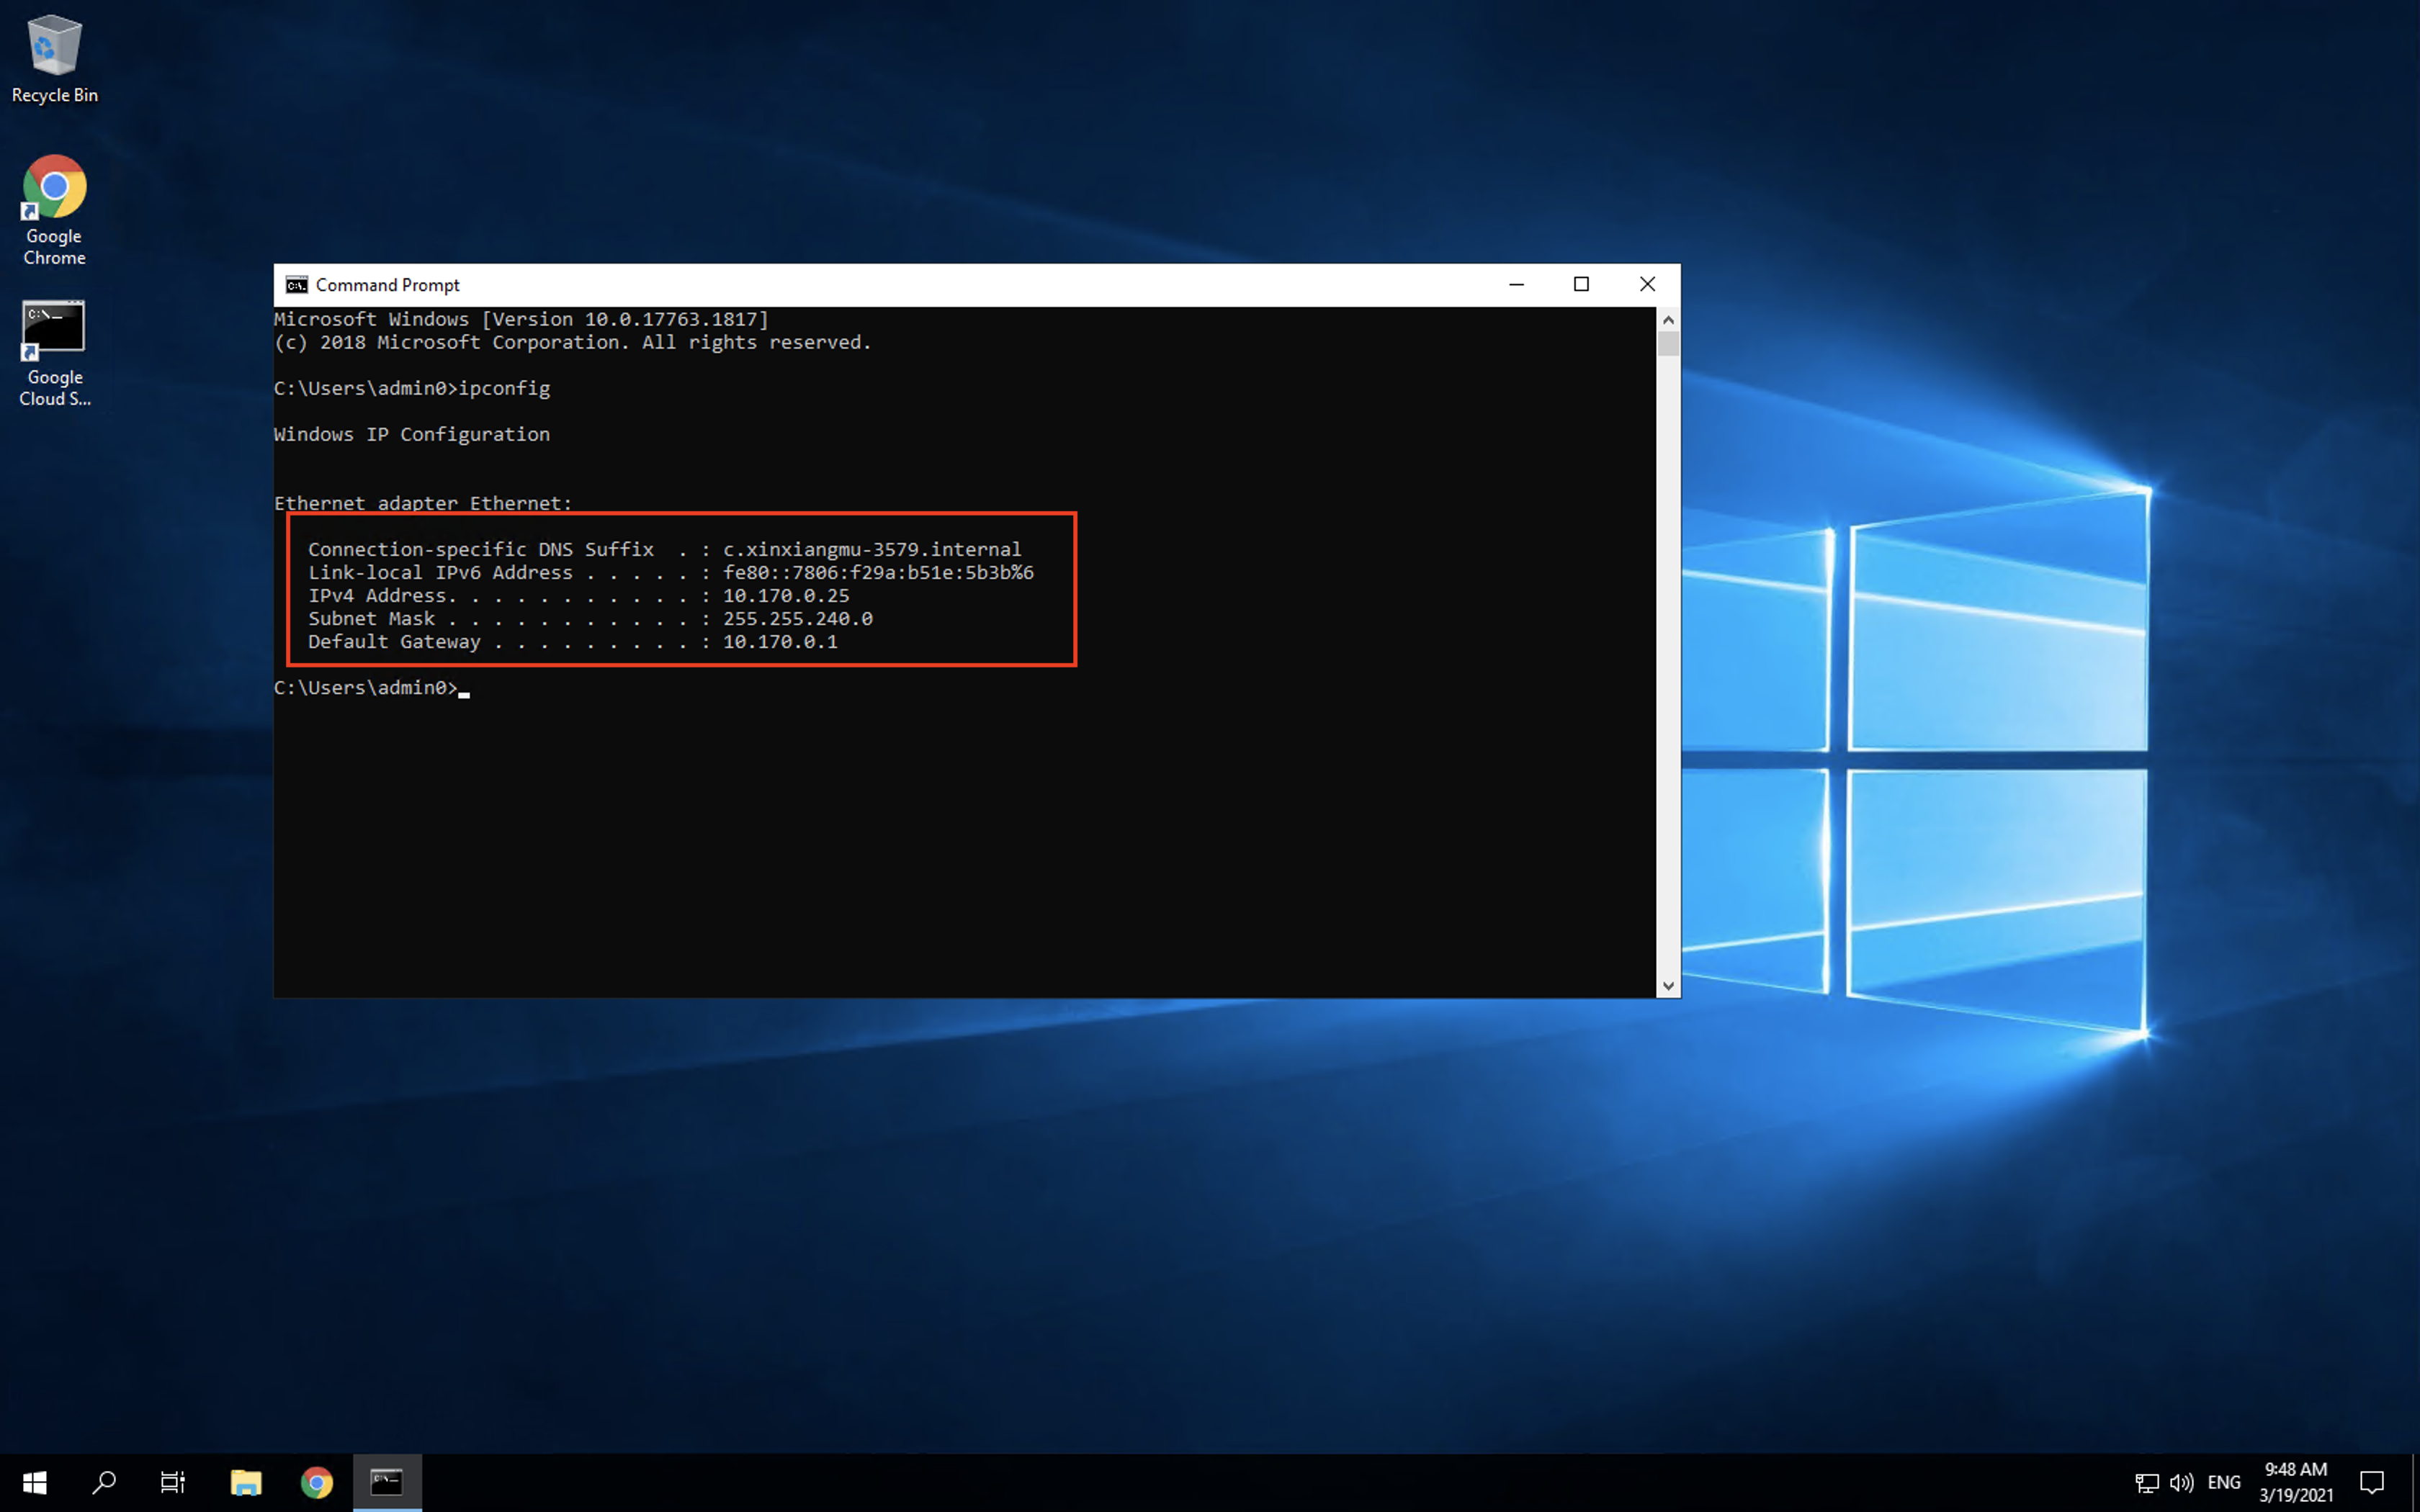 Recycle Bin
Google
Chrome
Google
Cloud S...
Command Prompt
Microsoft Windows [Version 10.0.17763.1817]
(c) 2018 Microsoft Corporation. All rights reserved.
C:\Users\admin0>ipconfig
Windows IP Configuration
Ethernet adapter Ethernet:
Connection-specific DNS Suffix  . : c.xinxiangmu-3579.internal
Link-local IPv6 Address . . . . . : fe80::7806:f29a:b51e:5b3b%6
IPv4 Address. . . . . . . . . . . : 10.170.0.25
Subnet Mask . . . . . . . . . . . : 255.255.240.0
Default Gateway . . . . . . . . . : 10.170.0.1
C:\Users\admin0>
ENG
9:48 AM
3/19/2021